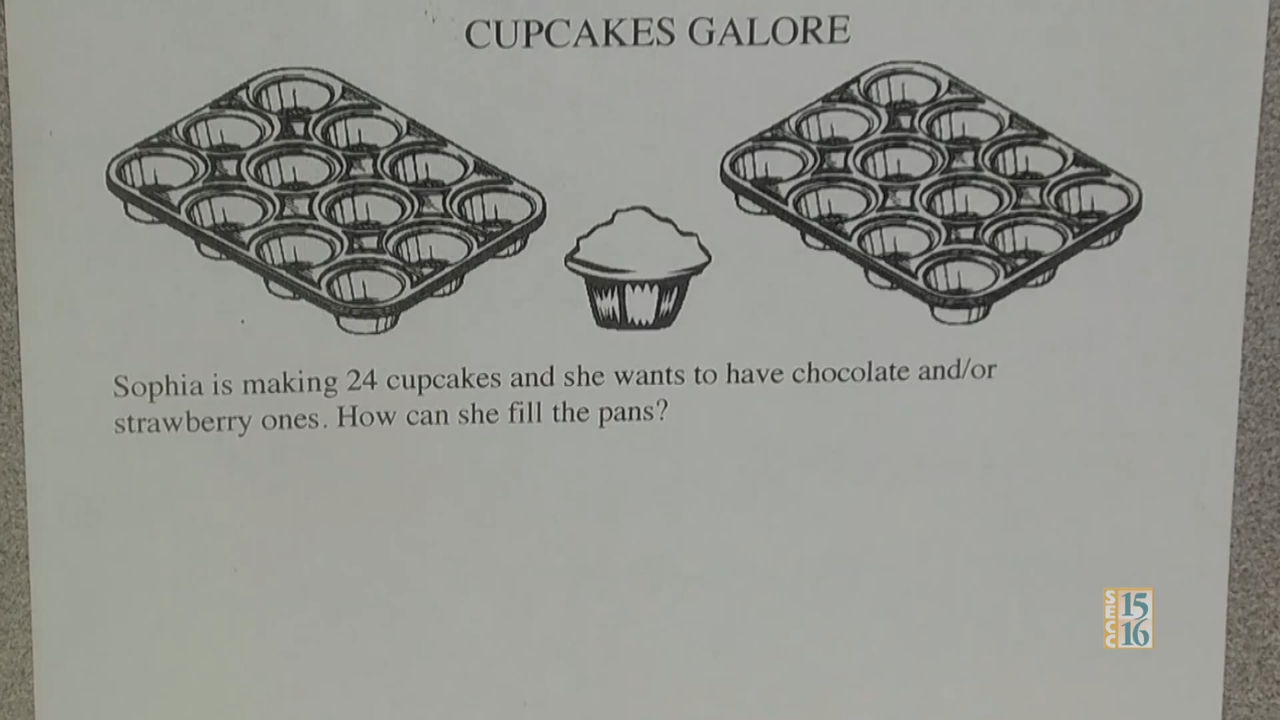 CUPCAKES GALORE
Sophia is making 24 cupcakes and she wants to have chocolate and/or
strawberry ones. How can she fill the pans?
SECC
15
16